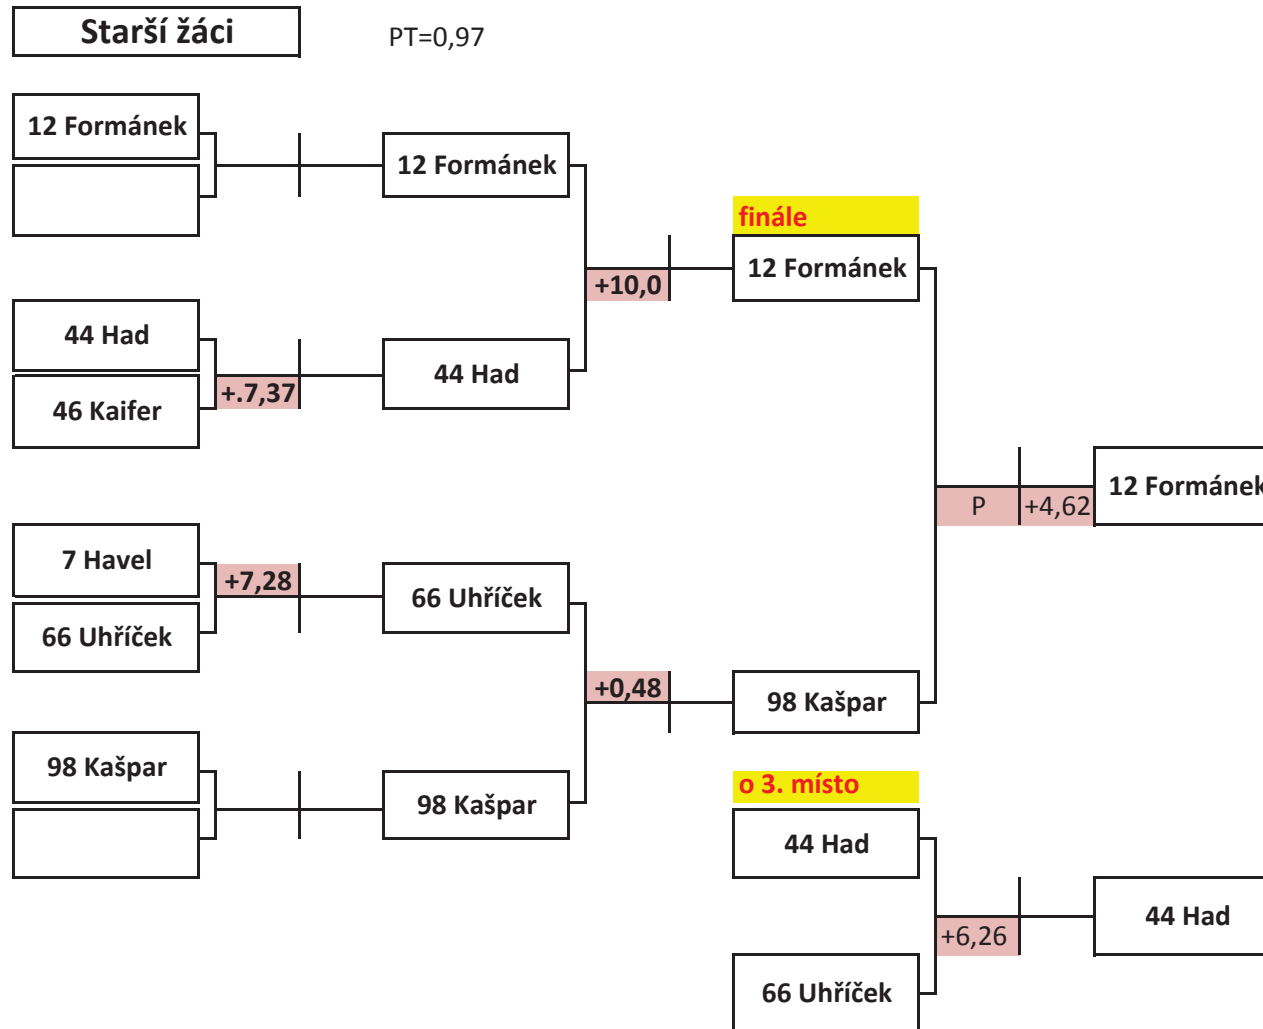 Starší žáci
PT=0,97
12 Formánek
12 Formánek
finále
12 Formánek
+10,0
44 Had
46 Kaifer
+.7,37
44 Had
P
+4,62
12 Formánek
7 Havel
66 Uhříček
+7,28
66 Uhříček
+0,48
98 Kašpar
98 Kašpar
98 Kašpar
o 3. místo
44 Had
+6,26
44 Had
66 Uhříček